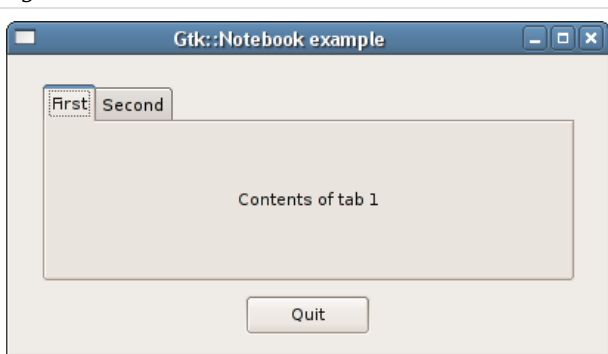 Gtk::Notebook example
First Second
Contents of tab 1
Quit